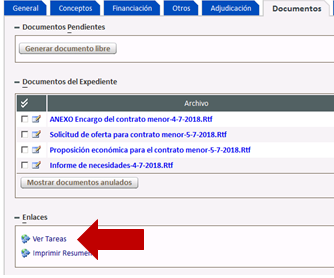 General Conceptos Financiación Otros Adjudicación Documentos
Documentos Pendientes
Generar documento libre
Documentos del Expediente
Archivo
ANEXO Encargo del contrato menor-4-7-2018.Rtf
Solicitud de oferta para contrato menor-5-7-2018.Rtf
Proposición económica para el contrato menor-5-7-2018.Rtf
Informe de necesidades-4-7-2018.Rtf
Mostrar documentos anulados
Enlaces
Ver Tareas
Imprimir Resumen